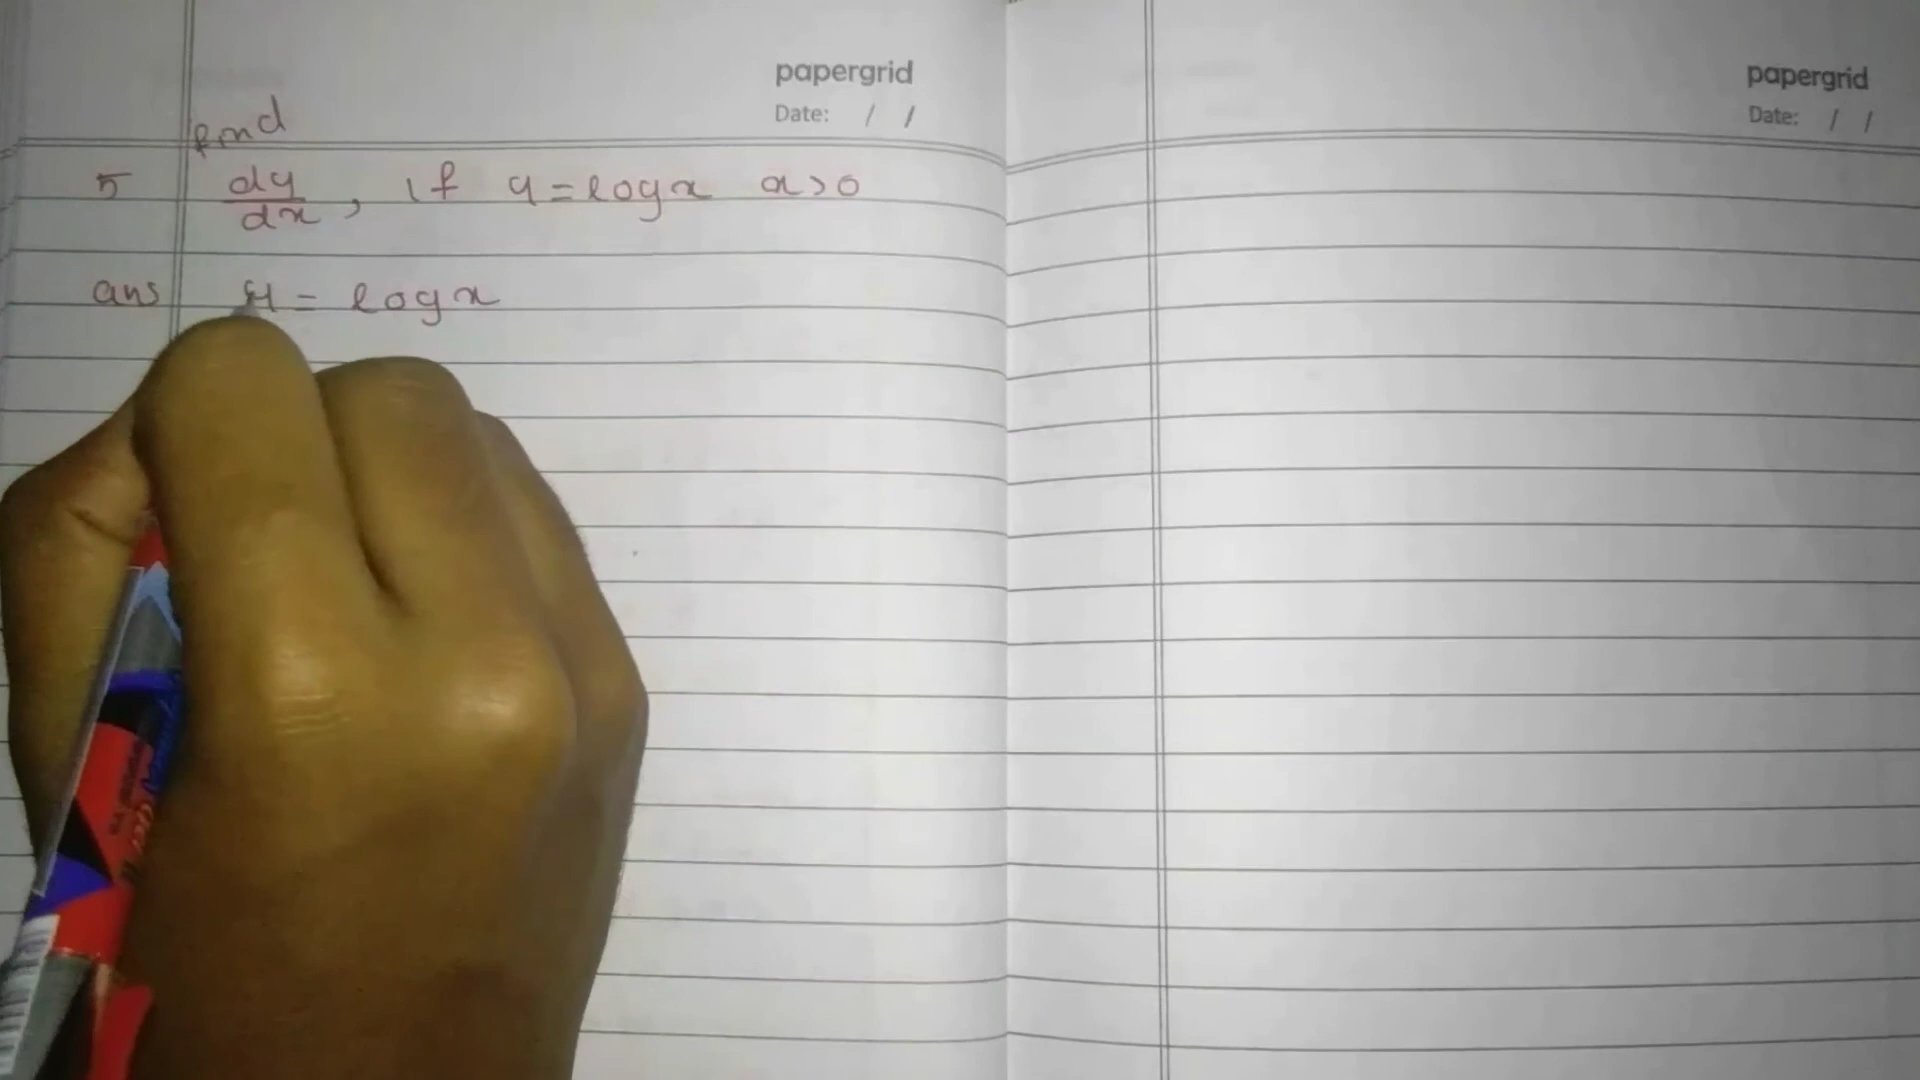 papergrid
Date: / /
papergrid
Date: / /
find
5 dy/dx, if y = log x x>0
ans y = log x